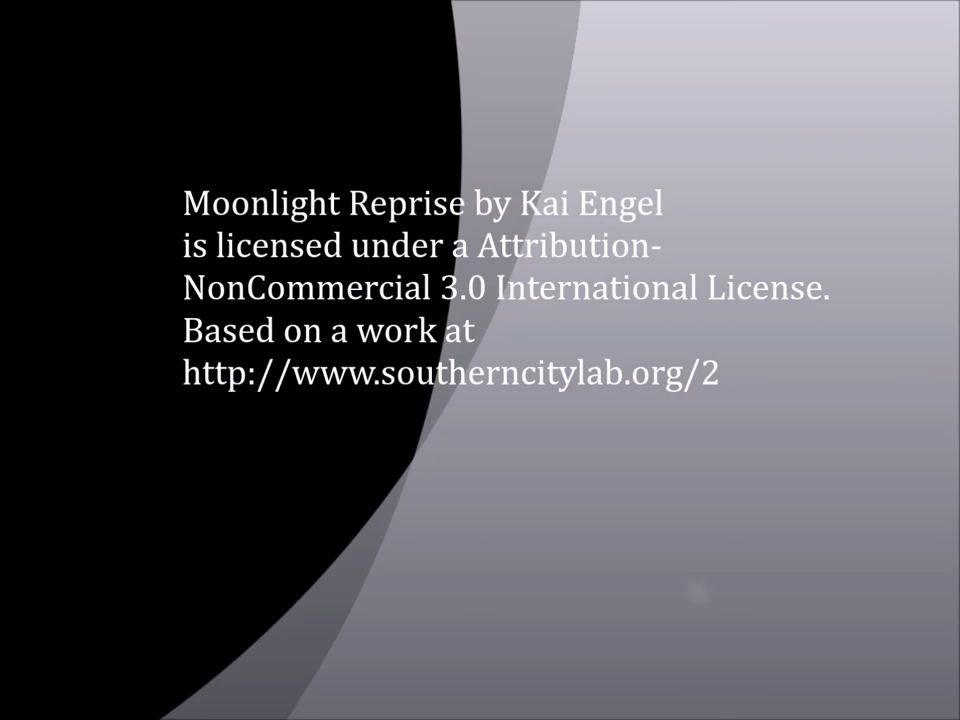 Moonlight Reprise by Kai Engel
is licensed under a Attribution-
NonCommercial 3.0 International License.
Based on a work at
http://www.southerncitylab.org/2